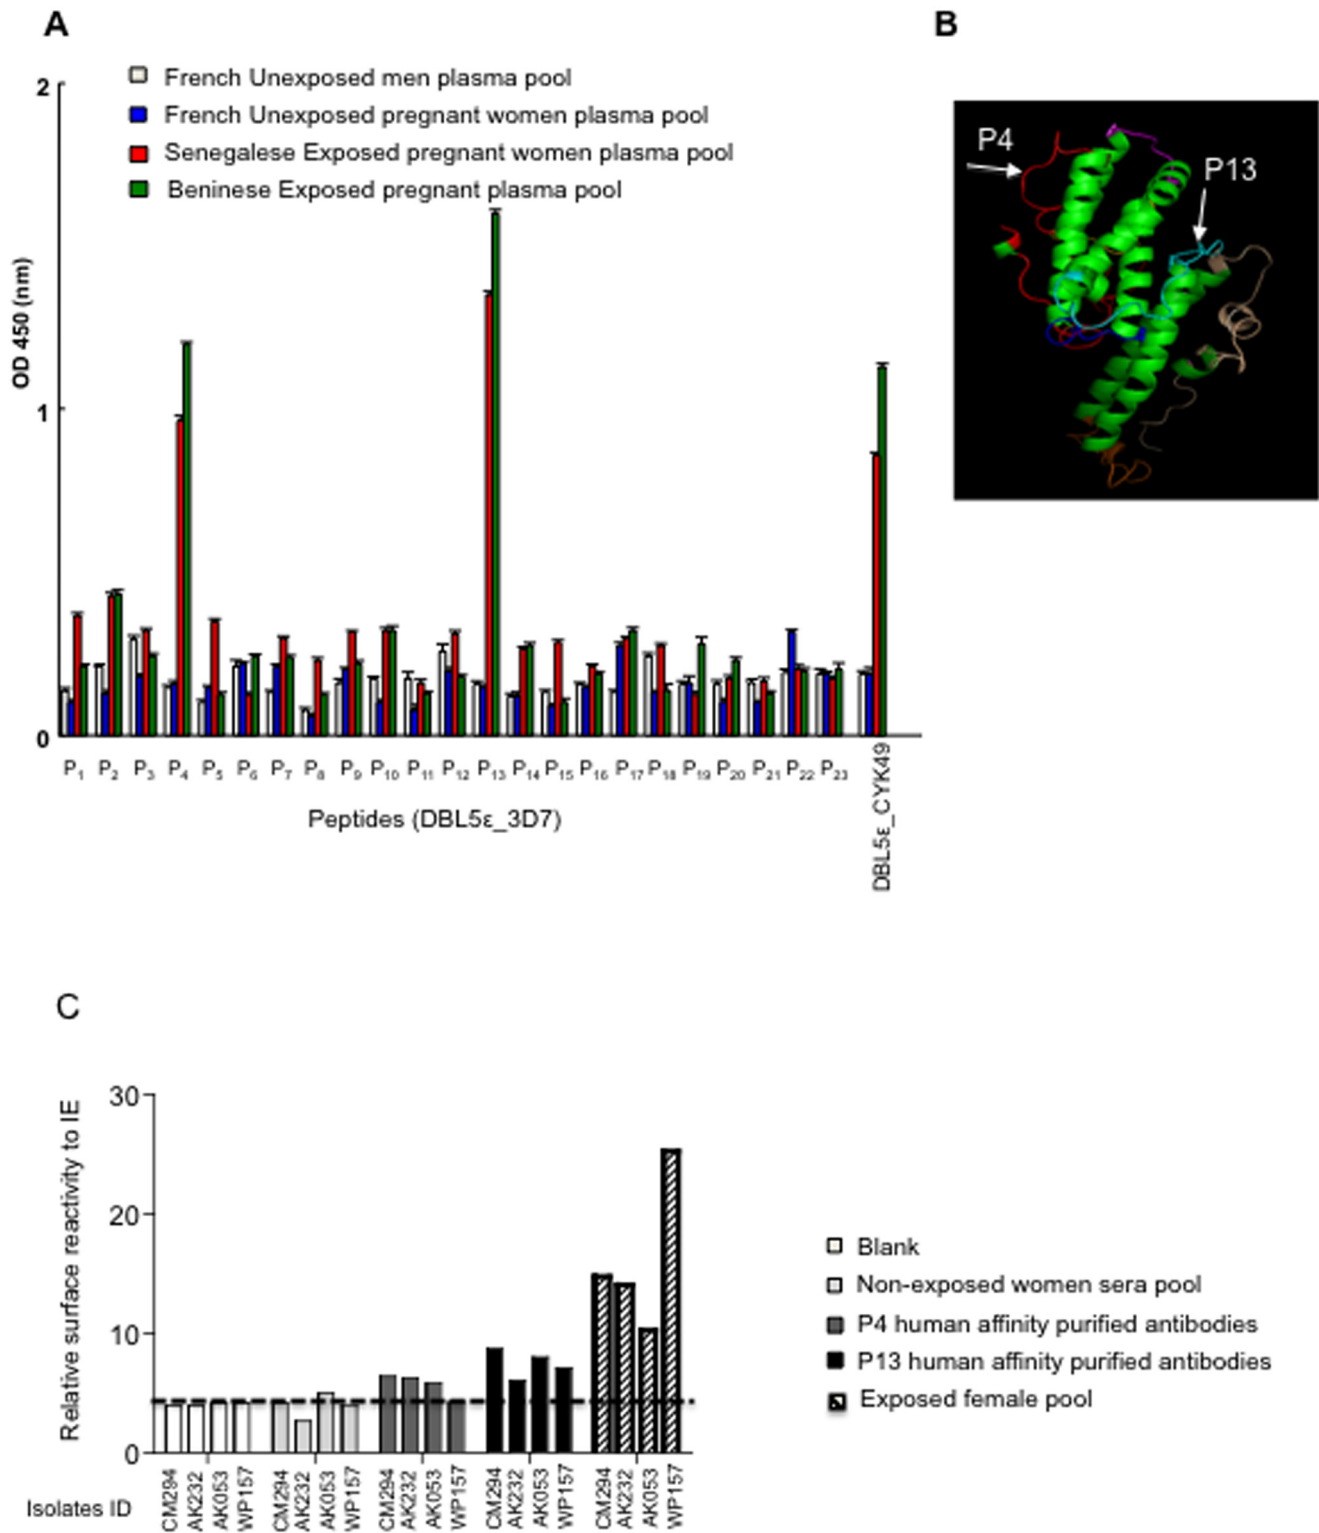 A
B
2
French Unexposed men plasma pool
French Unexposed pregnant women plasma pool
Senegalese Exposed pregnant women plasma pool
Beninese Exposed pregnant plasma pool
P4
P13
OD 450 (nm)
1
0
P1 P2 P3 P4 P5 P6 P7 P8 P9 P10 P11 P12 P13 P14 P15 P16 P17 P18 P19 P20 P21 P22 P23
DBL5ε_CYK49
Peptides (DBL5ε_3D7)
C
Relative surface reactivity to IE
30
20
10
0
Blank
Non-exposed women sera pool
P4 human affinity purified antibodies
P13 human affinity purified antibodies
Exposed female pool
Isolates ID
CM294 AK232 AK053 WP157 CM294 AK232 AK053 WP157 CM294 AK232 AK053 WP157 CM294 AK232 AK053 WP157 CM294 AK232 AK053 WP157